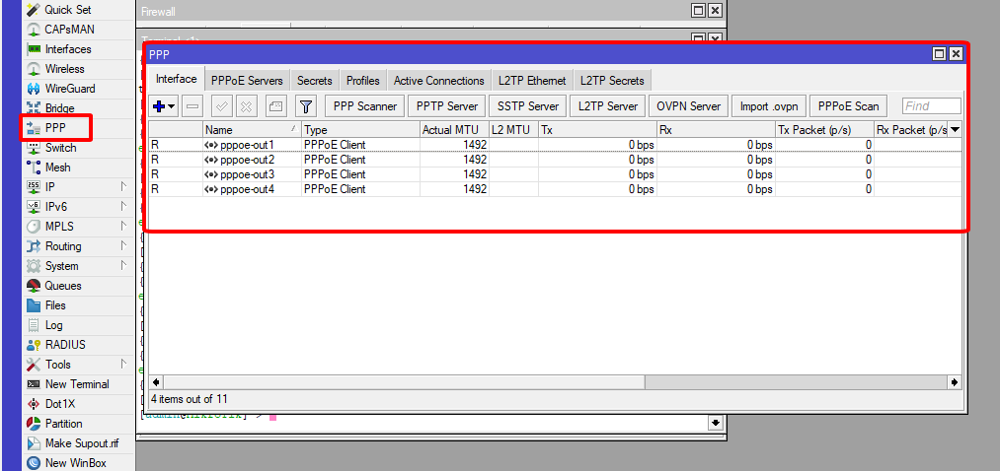 Quick Set
CAPsMAN
Interfaces
Wireless
WireGuard
Bridge
PPP
Switch
Mesh
IP
IPv6
MPLS
Routing
System
Queues
Files
Log
RADIUS
Tools
New Terminal
Dot1X
Partition
Make Supout.rif
New WinBox
Firewall
PPP
Interface PPPoE Servers Secrets Profiles Active Connections L2TP Ethernet L2TP Secrets
PPP Scanner PPTP Server SSTP Server L2TP Server OVPN Server Import .ovpn PPPoE Scan Find
Name / Type Actual MTU L2 MTU Tx Rx Tx Packet (p/s) Rx Packet (p/s
R <•> pppoe-out1 PPPoE Client 1492 0 bps 0 bps 0
R <•> pppoe-out2 PPPoE Client 1492 0 bps 0 bps 0
R <•> pppoe-out3 PPPoE Client 1492 0 bps 0 bps 0
R <•> pppoe-out4 PPPoE Client 1492 0 bps 0 bps 0
4 items out of 11